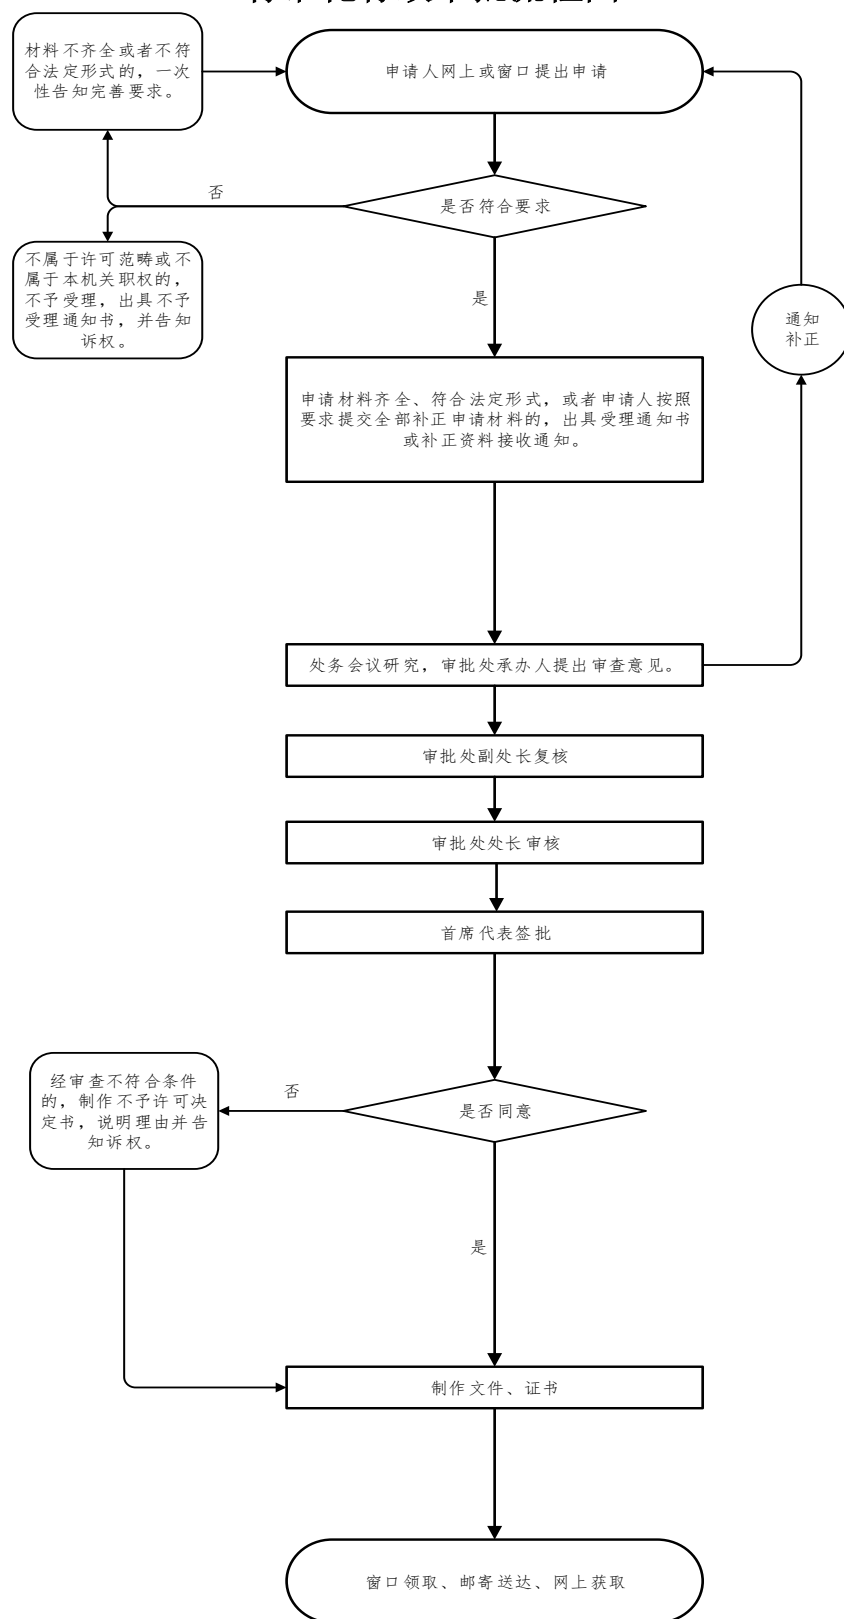 材料不齐全或者不符
合法定形式的，一次
性告知完善要求。
申请人网上或窗口提出申请
否
是否符合要求
不属于许可范畴或不
属于本机关职权的，
不予受理，出具不予
受理通知书，并告知
诉权。
是
通知
补正
申请材料齐全、符合法定形式，或者申请人按照
要求提交全部补正申请材料的，出具受理通知书
或补正资料接收通知。
处务会议研究，审批处承办人提出审查意见。
审批处副处长复核
审批处处长审核
首席代表签批
经审查不符合条件
的，制作不予许可决
定书，说明理由并告
知诉权。
否
是否同意
是
制作文件、证书
窗口领取、邮寄送达、网上获取